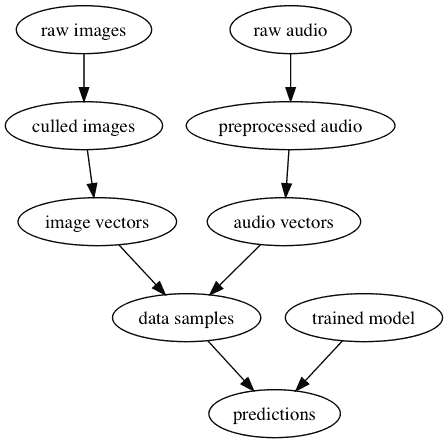 raw images
raw audio
culled images
preprocessed audio
image vectors
audio vectors
data samples
trained model
predictions